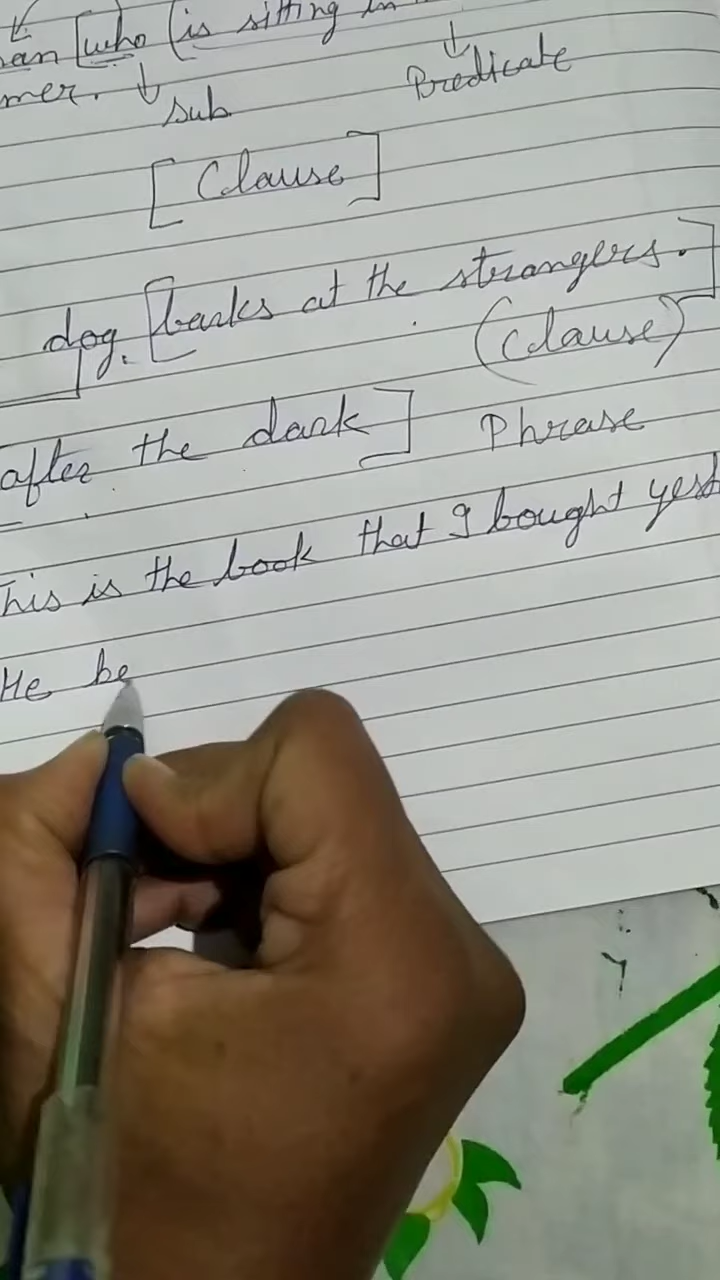 [who (is sitting in
mer. ↓ sub ↓ Predicate
[Clause]
dog. [barks at the strangers.]
(Clause)
after the dark] Phrase
This is the book that I bought yest
He be